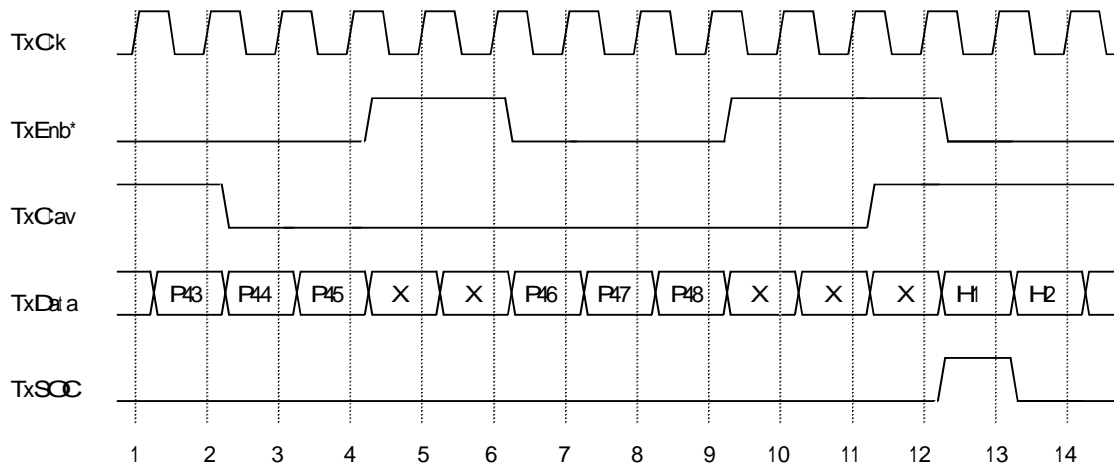 TxClk
TxEnb*
TxCav
TxData P43 P44 P45 X X P46 P47 P48 X X X H1 H2
TxSOC
1 2 3 4 5 6 7 8 9 10 11 12 13 14